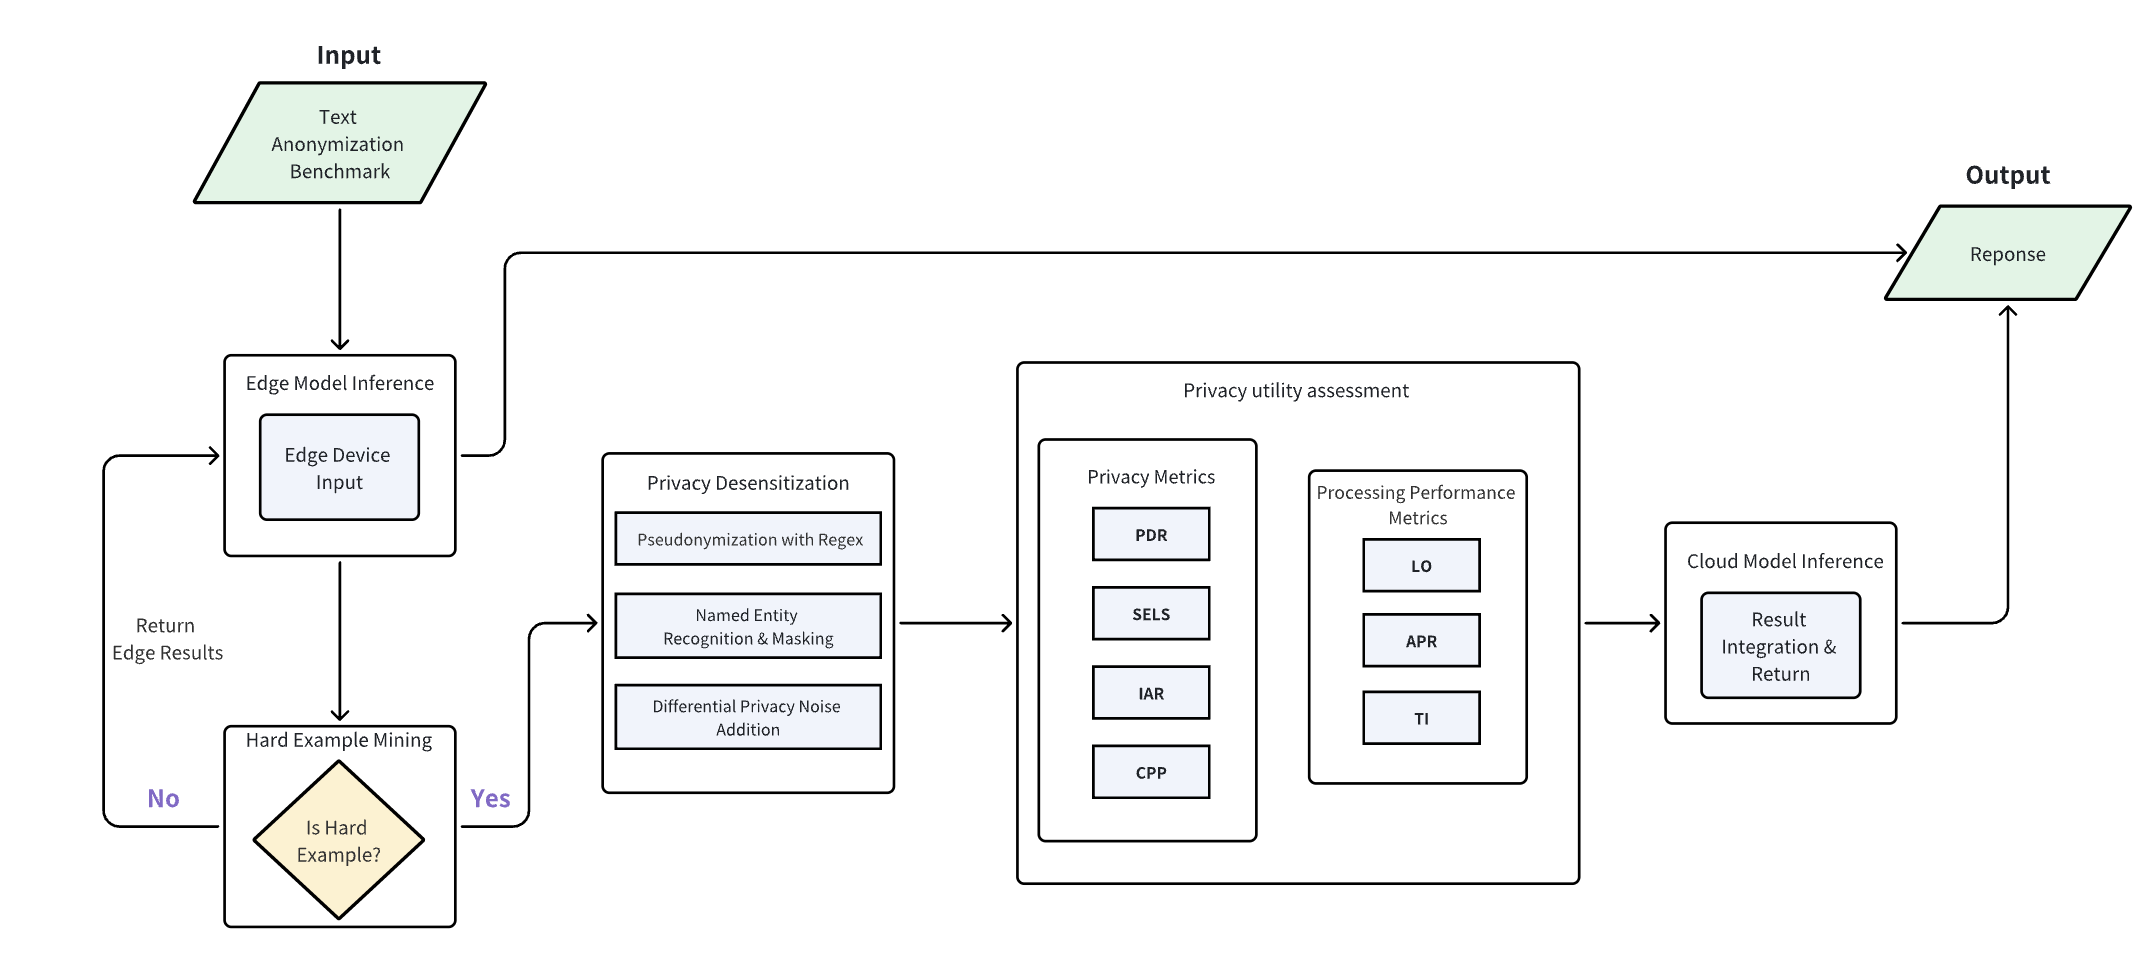 Input
Text
Anonymization
Benchmark
Output
Reponse
Edge Model Inference
Edge Device
Input
Return
Edge Results
Hard Example Mining
No
Yes
Is Hard
Example?
Privacy Desensitization
Pseudonymization with Regex
Named Entity
Recognition & Masking
Differential Privacy Noise
Addition
Privacy utility assessment
Privacy Metrics
PDR
SELS
IAR
CPP
Processing Performance
Metrics
LO
APR
TI
Cloud Model Inference
Result
Integration &
Return